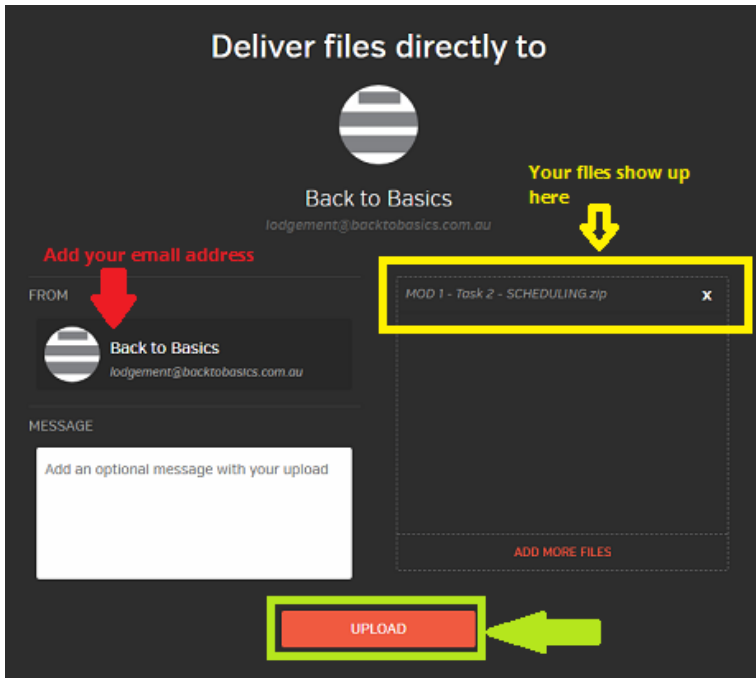 Deliver files directly to
Back to Basics
lodgement@backtobasics.com.au
Your files show up
here
Add your email address
FROM
Back to Basics
lodgement@backtobasics.com.au
MESSAGE
Add an optional message with your upload
MOD 1 - Task 2 - SCHEDULING.zip x
ADD MORE FILES
UPLOAD